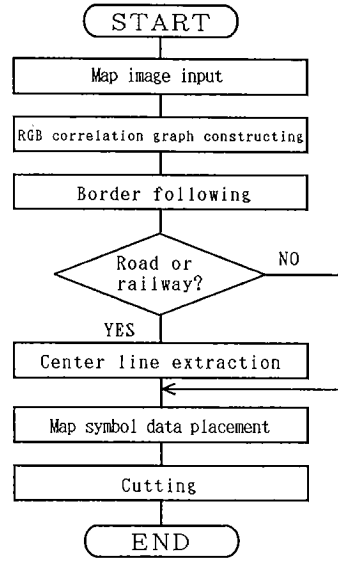 START
Map image input
RGB correlation graph constructing
Border following
Road or
railway?
NO
YES
Center line extraction
Map symbol data placement
Cutting
END